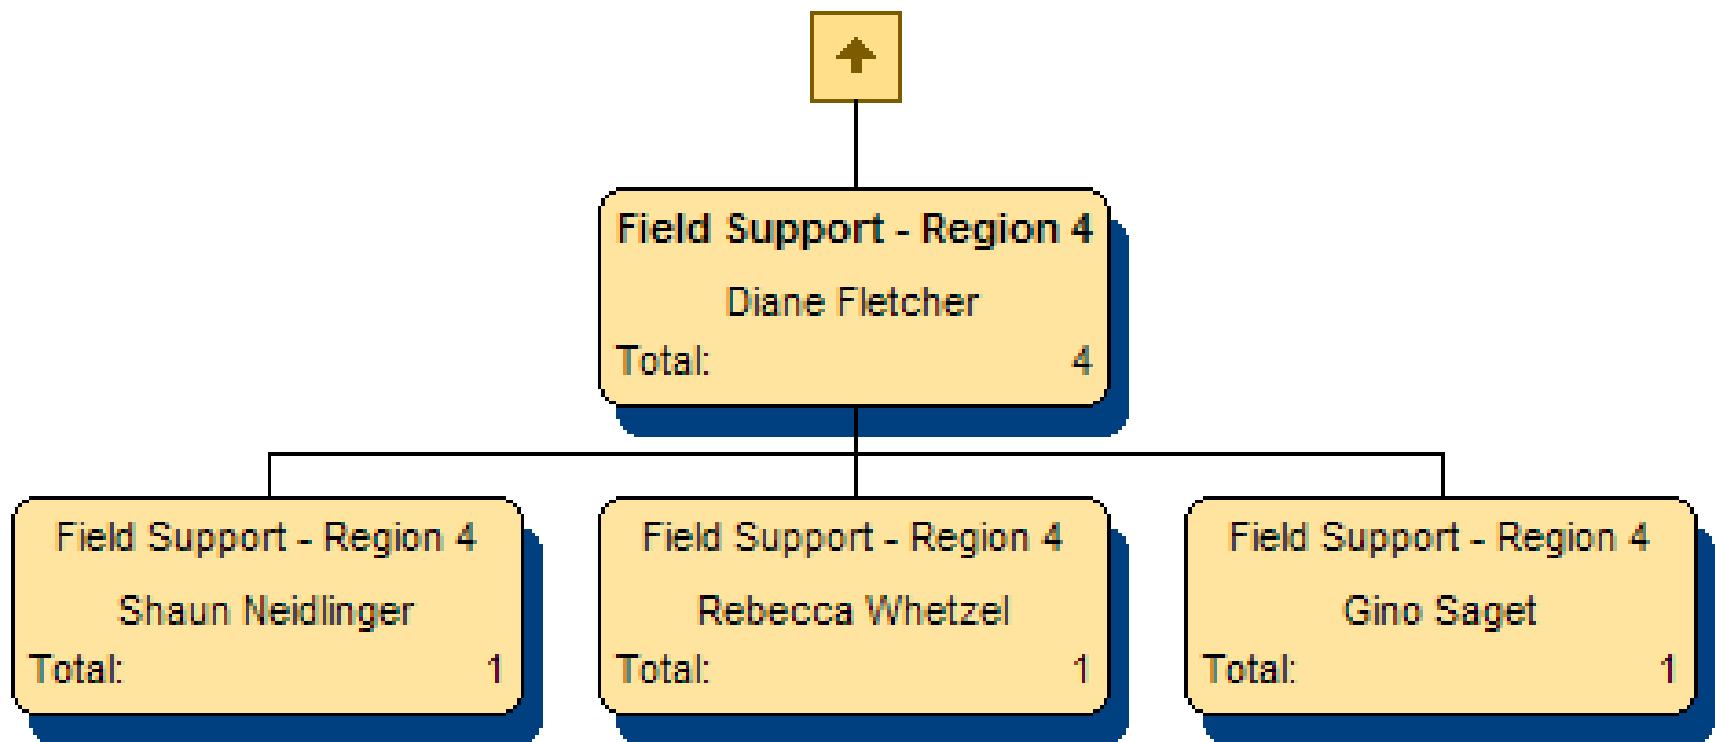 Field Support - Region 4
Diane Fletcher
Total: 4
Field Support - Region 4
Shaun Neidlinger
Total: 1
Field Support - Region 4
Rebecca Whetzel
Total: 1
Field Support - Region 4
Gino Saget
Total: 1